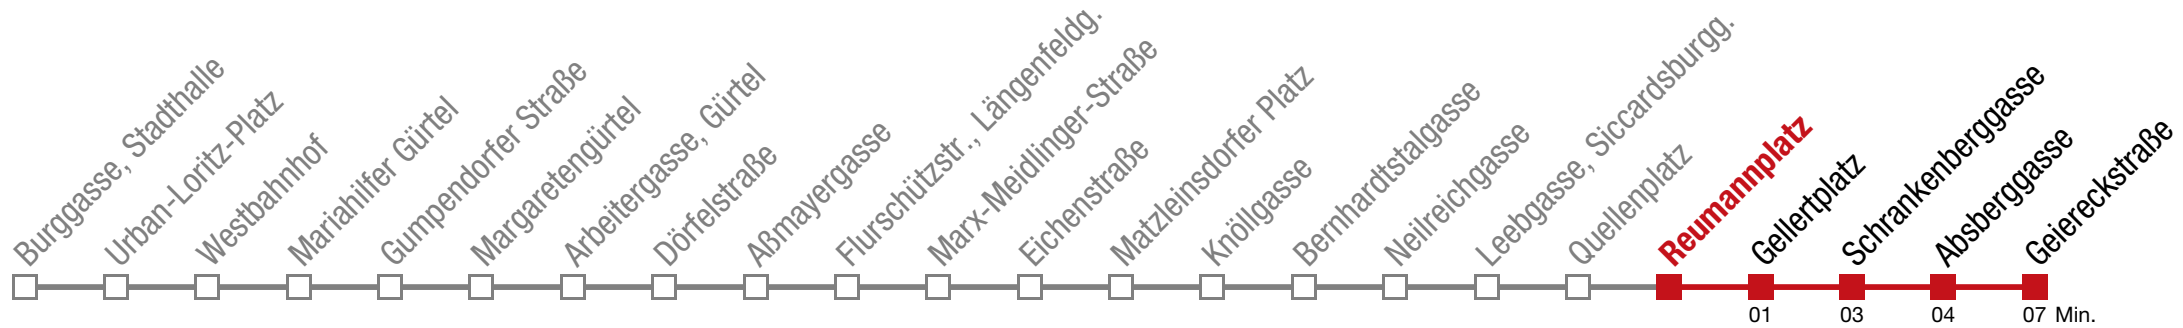 Burggasse, Stadthalle
Urban-Loritz-Platz
Westbahnhof
Mariahilfer Gürtel
Gumpendorfer Straße
Margaretengürtel
Arbeitergasse, Gürtel
Dörfelstraße
Aßmayergasse
Flurschützstr., Längenfeldg.
Marx-Meidlinger-Straße
Eichenstraße
Matzleinsdorfer Platz
Knöllgasse
Bernhardtstalgasse
Neilreichgasse
Leebgasse, Siccardsburgg.
Quellenplatz
Reumannplatz
Gellertplatz
Schrankenberggasse
Absberggasse
Geiereckstraße
01 03 04 07 Min.